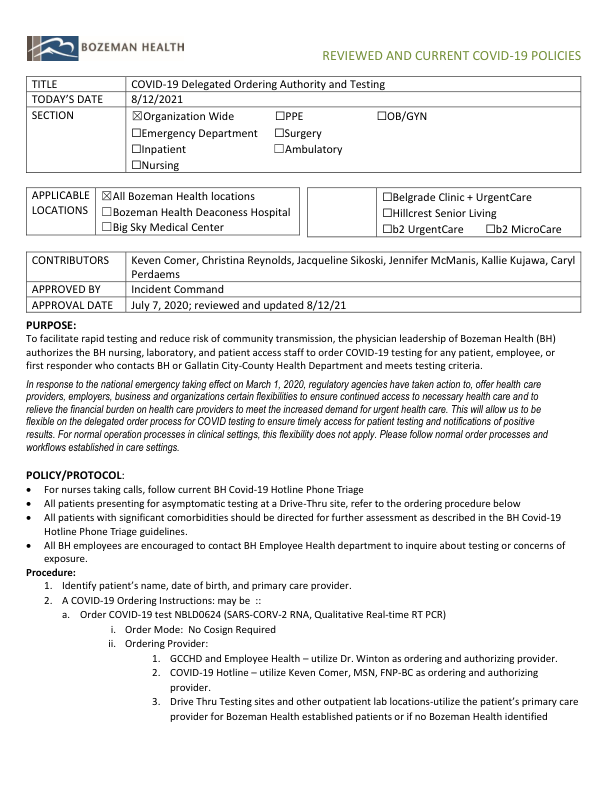 BOZEMAN HEALTH
REVIEWED AND CURRENT COVID-19 POLICIES
TITLE COVID-19 Delegated Ordering Authority and Testing
TODAY'S DATE 8/12/2021
SECTION ☒Organization Wide ☐PPE ☐OB/GYN
☐Emergency Department ☐Surgery
☐Inpatient ☐Ambulatory
☐Nursing
APPLICABLE LOCATIONS ☒All Bozeman Health locations
☐Bozeman Health Deaconess Hospital
☐Big Sky Medical Center
☐Belgrade Clinic + UrgentCare
☐Hillcrest Senior Living
☐b2 UrgentCare ☐b2 MicroCare
CONTRIBUTORS Keven Comer, Christina Reynolds, Jacqueline Sikoski, Jennifer McManis, Kallie Kujawa, Caryl
Perdaems
APPROVED BY Incident Command
APPROVAL DATE July 7, 2020; reviewed and updated 8/12/21
PURPOSE:
To facilitate rapid testing and reduce risk of community transmission, the physician leadership of Bozeman Health (BH)
authorizes the BH nursing, laboratory, and patient access staff to order COVID-19 testing for any patient, employee, or
first responder who contacts BH or Gallatin City-County Health Department and meets testing criteria.
In response to the national emergency taking effect on March 1, 2020, regulatory agencies have taken action to, offer health care
providers, employers, business and organizations certain flexibilities to ensure continued access to necessary health care and to
relieve the financial burden on health care providers to meet the increased demand for urgent health care. This will allow us to be
flexible on the delegated order process for COVID testing to ensure timely access for patient testing and notifications of positive
results. For normal operation processes in clinical settings, this flexibility does not apply. Please follow normal order processes and
workflows established in care settings.
POLICY/PROTOCOL:
• For nurses taking calls, follow current BH Covid-19 Hotline Phone Triage
• All patients presenting for asymptomatic testing at a Drive-Thru site, refer to the ordering procedure below
• All patients with significant comorbidities should be directed for further assessment as described in the BH Covid-19
Hotline Phone Triage guidelines.
• All BH employees are encouraged to contact BH Employee Health department to inquire about testing or concerns of
exposure.
Procedure:
1. Identify patient's name, date of birth, and primary care provider.
2. A COVID-19 Ordering Instructions: may be ::
a. Order COVID-19 test NBLD0624 (SARS-CORV-2 RNA, Qualitative Real-time RT PCR)
i. Order Mode: No Cosign Required
ii. Ordering Provider:
1. GCCHD and Employee Health – utilize Dr. Winton as ordering and authorizing provider.
2. COVID-19 Hotline – utilize Keven Comer, MSN, FNP-BC as ordering and authorizing
provider.
3. Drive Thru Testing sites and other outpatient lab locations-utilize the patient's primary care
provider for Bozeman Health established patients or if no Bozeman Health identified